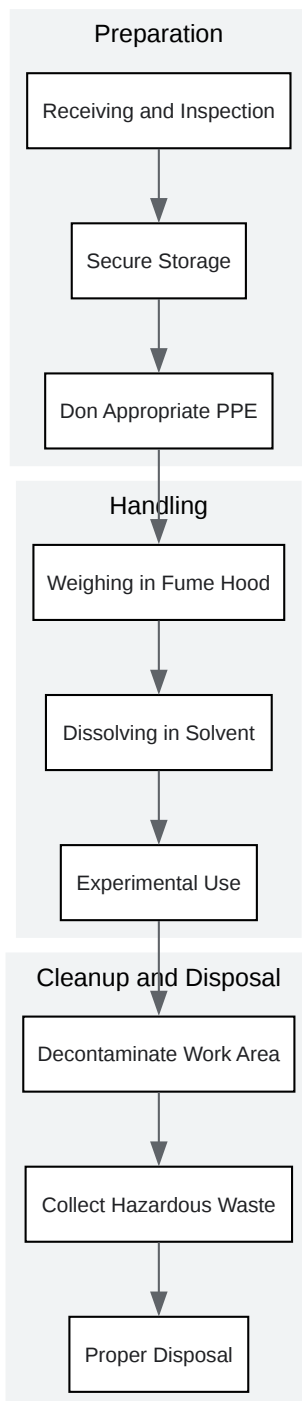 Preparation
Receiving and Inspection
Secure Storage
Don Appropriate PPE
Handling
Weighing in Fume Hood
Dissolving in Solvent
Experimental Use
Cleanup and Disposal
Decontaminate Work Area
Collect Hazardous Waste
Proper Disposal